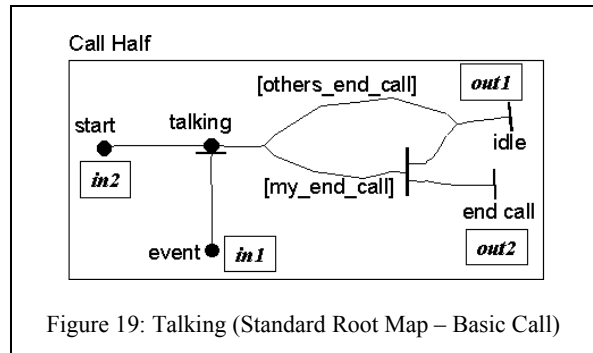 Call Half
[others_end_call]
out1
start
talking
idle
in2
[my_end_call]
end call
event
in1
out2
Figure 19: Talking (Standard Root Map – Basic Call)